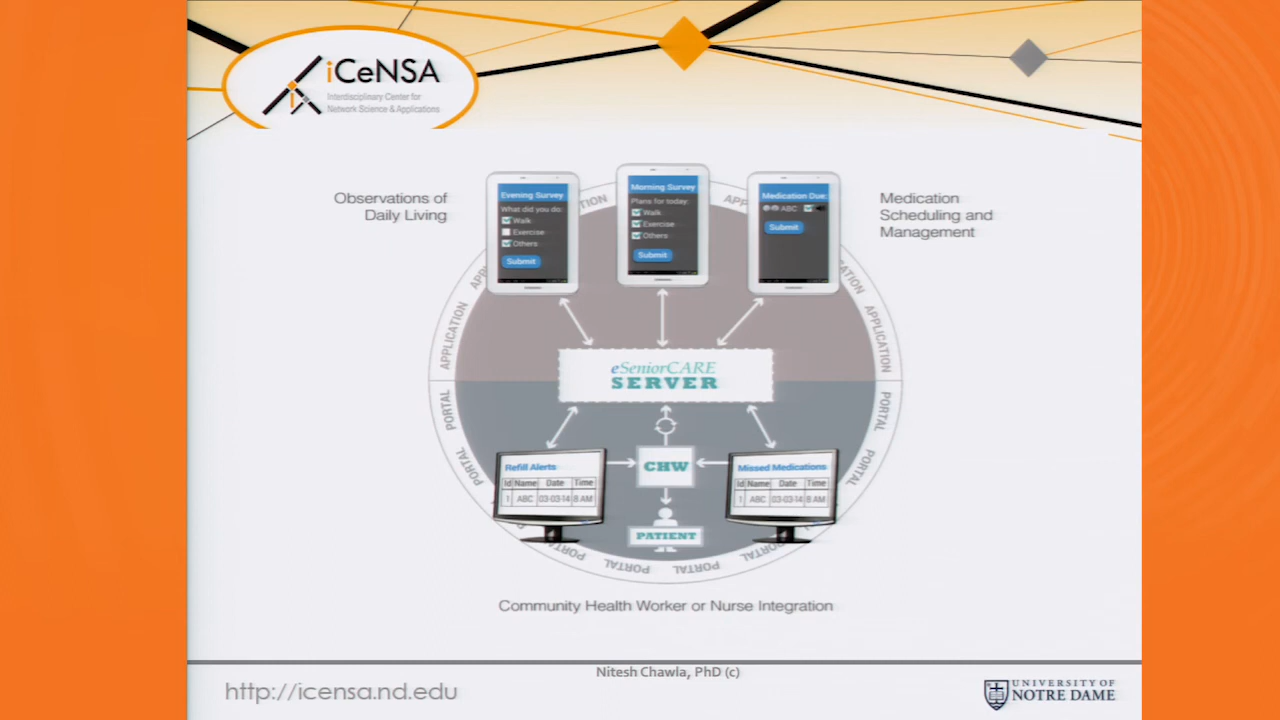 iCeNSA
Interdisciplinary Center for
Network Science & Applications
Observations of
Daily Living
Evening Survey
What did you do:
Walk
Exercise
Others
Submit
Morning Survey
Plans for today:
Walk
Exercise
Others
Submit
Medication Due:
ABC
Submit
Medication
Scheduling and
Management
APPLICATION
APPLICATION
eSeniorCARE
SERVER
PORTAL
PORTAL
PORTAL
PORTAL
Refill Alerts
Id Name Date Time
1 ABC 03-03-14 8 AM
CHW
Missed Medications
Id Name Date Time
1 ABC 03-03-14 8 AM
PATIENT
PORTAL
PORTAL
PORTAL
PORTAL
Community Health Worker or Nurse Integration
Nitesh Chawla, PhD (c)
http://icensa.nd.edu
UNIVERSITY OF
NOTRE DAME